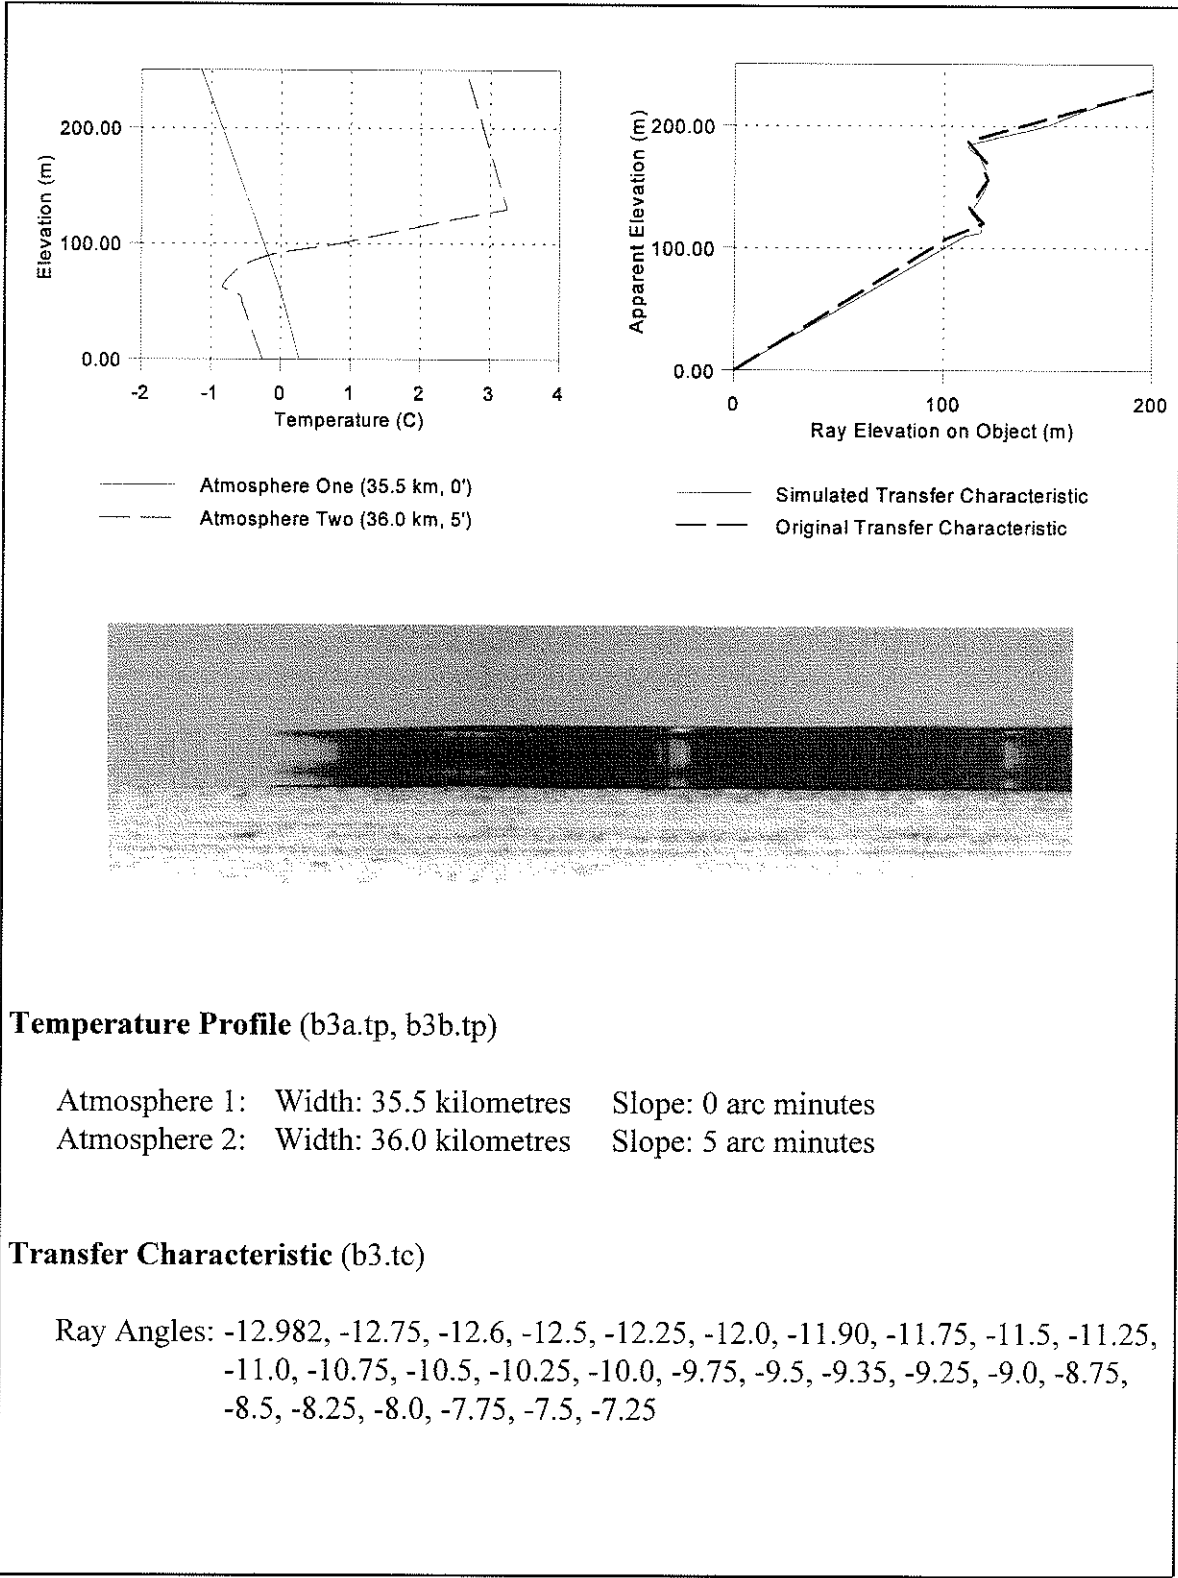 200.00
100.00
0.00
Elevation (m)
-2 -1 0 1 2 3 4
Temperature (C)
Atmosphere One (35.5 km, 0')
Atmosphere Two (36.0 km, 5')
200.00
100.00
0.00
Apparent Elevation (m)
0 100 200
Ray Elevation on Object (m)
Simulated Transfer Characteristic
Original Transfer Characteristic
Temperature Profile (b3a.tp, b3b.tp)
Atmosphere 1: Width: 35.5 kilometres Slope: 0 arc minutes
Atmosphere 2: Width: 36.0 kilometres Slope: 5 arc minutes
Transfer Characteristic (b3.tc)
Ray Angles: -12.982, -12.75, -12.6, -12.5, -12.25, -12.0, -11.90, -11.75, -11.5, -11.25,
-11.0, -10.75, -10.5, -10.25, -10.0, -9.75, -9.5, -9.35, -9.25, -9.0, -8.75,
-8.5, -8.25, -8.0, -7.75, -7.5, -7.25